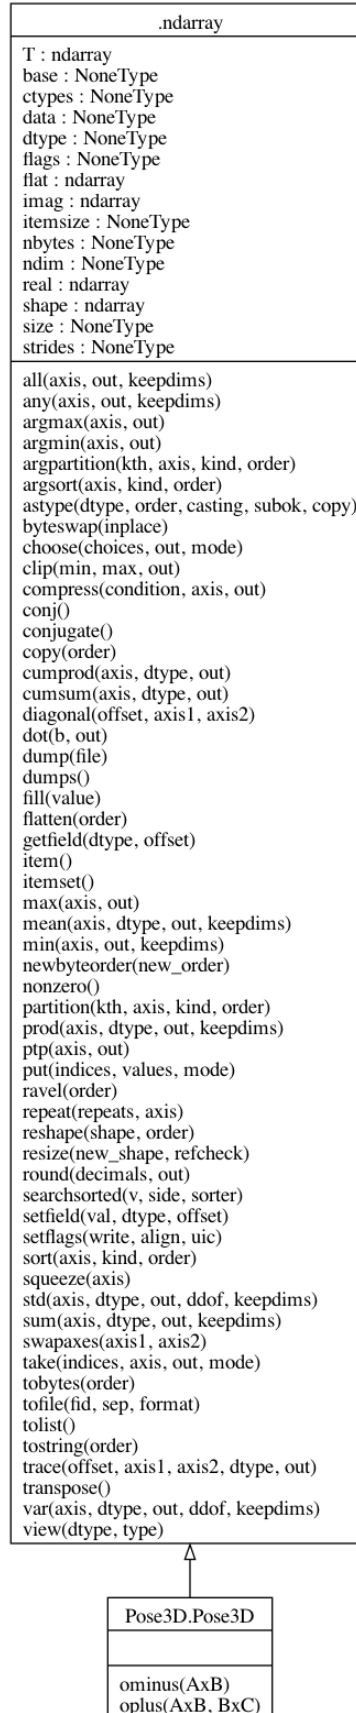 .ndarray
T : ndarray
base : NoneType
ctypes : NoneType
data : NoneType
dtype : NoneType
flags : NoneType
flat : ndarray
imag : ndarray
itemsize : NoneType
nbytes : NoneType
ndim : NoneType
real : ndarray
shape : ndarray
size : NoneType
strides : NoneType
all(axis, out, keepdims)
any(axis, out, keepdims)
argmax(axis, out)
argmin(axis, out)
argpartition(kth, axis, kind, order)
argsort(axis, kind, order)
astype(dtype, order, casting, subok, copy)
byteswap(inplace)
choose(choices, out, mode)
clip(min, max, out)
compress(condition, axis, out)
conj()
conjugate()
copy(order)
cumprod(axis, dtype, out)
cumsum(axis, dtype, out)
diagonal(offset, axis1, axis2)
dot(b, out)
dump(file)
dumps()
fill(value)
flatten(order)
getfield(dtype, offset)
item()
itemset()
max(axis, out)
mean(axis, dtype, out, keepdims)
min(axis, out, keepdims)
newbyteorder(new_order)
nonzero()
partition(kth, axis, kind, order)
prod(axis, dtype, out, keepdims)
ptp(axis, out)
put(indices, values, mode)
ravel(order)
repeat(repeats, axis)
reshape(shape, order)
resize(new_shape, refcheck)
round(decimals, out)
searchsorted(v, side, sorter)
setfield(val, dtype, offset)
setflags(write, align, uic)
sort(axis, kind, order)
squeeze(axis)
std(axis, dtype, out, ddof, keepdims)
sum(axis, dtype, out, keepdims)
swapaxes(axis1, axis2)
take(indices, axis, out, mode)
tobytes(order)
tofile(fid, sep, format)
tolist()
tostring(order)
trace(offset, axis1, axis2, dtype, out)
transpose()
var(axis, dtype, out, ddof, keepdims)
view(dtype, type)
Pose3D.Pose3D
ominus(AxB)
oplus(AxB, BxC)